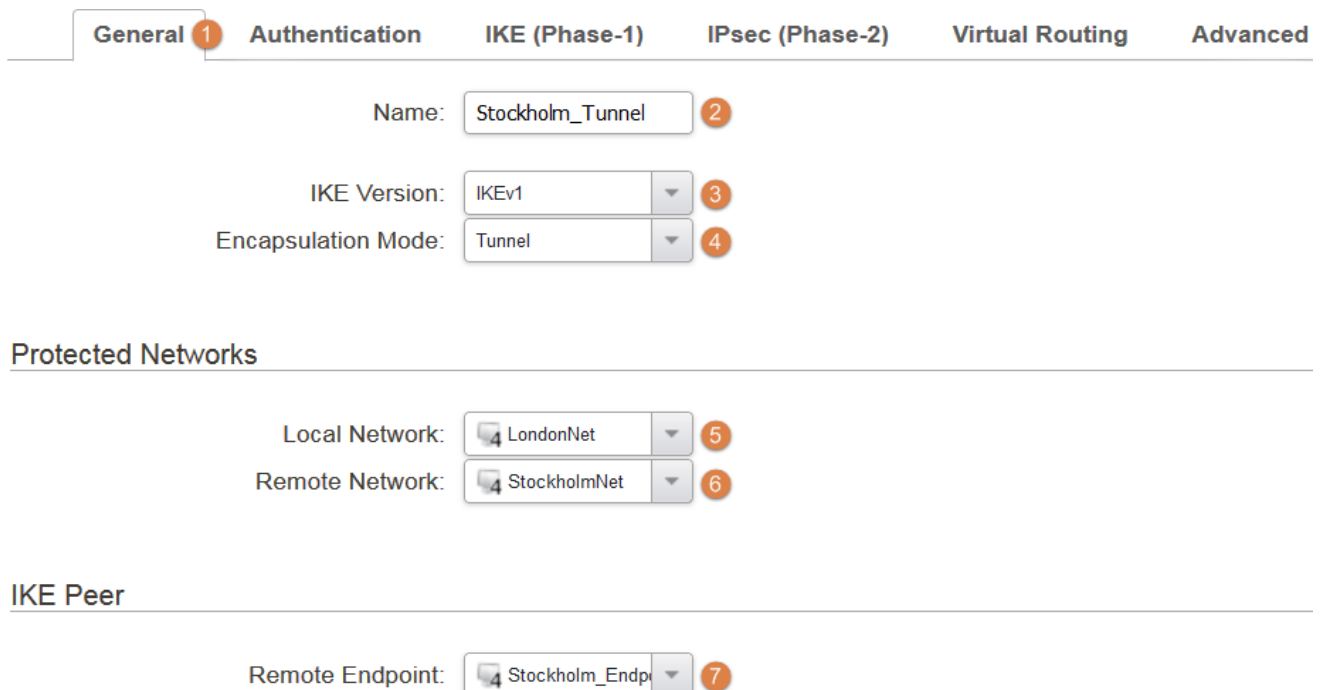 General 1 Authentication IKE (Phase-1) IPsec (Phase-2) Virtual Routing Advanced
Name: Stockholm_Tunnel 2
IKE Version: IKEv1 3
Encapsulation Mode: Tunnel 4
Protected Networks
Local Network: 4 LondonNet 5
Remote Network: 4 StockholmNet 6
IKE Peer
Remote Endpoint: 4 Stockholm_Endp 7